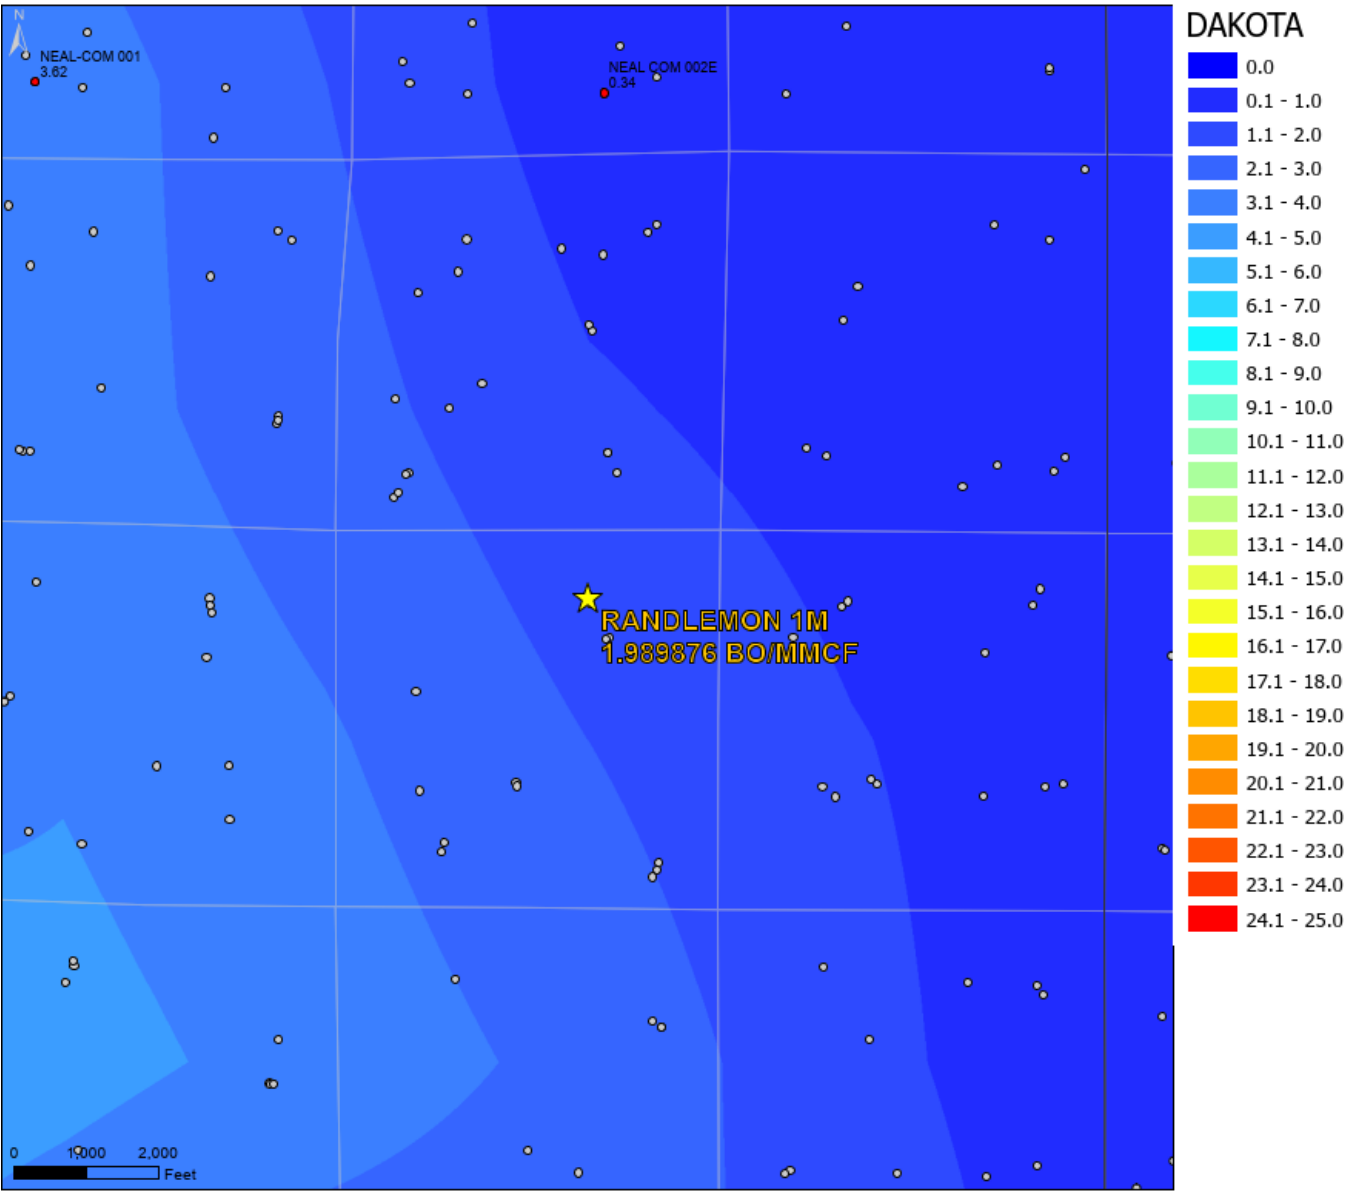 N
NEAL-COM 001
3.62
NEAL COM 002E
0.34
RANDLEMON 1M
1.989876 BO/MMCF
0 1,000 2,000
Feet
DAKOTA
0.0
0.1 - 1.0
1.1 - 2.0
2.1 - 3.0
3.1 - 4.0
4.1 - 5.0
5.1 - 6.0
6.1 - 7.0
7.1 - 8.0
8.1 - 9.0
9.1 - 10.0
10.1 - 11.0
11.1 - 12.0
12.1 - 13.0
13.1 - 14.0
14.1 - 15.0
15.1 - 16.0
16.1 - 17.0
17.1 - 18.0
18.1 - 19.0
19.1 - 20.0
20.1 - 21.0
21.1 - 22.0
22.1 - 23.0
23.1 - 24.0
24.1 - 25.0